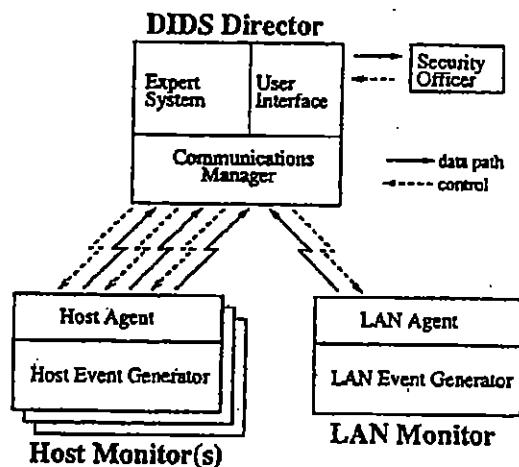 DIDS Director
Expert
System
User
Interface
Security
Officer
Communications
Manager
data path
control
Host Agent
Host Event Generator
Host Monitor(s)
LAN Agent
LAN Event Generator
LAN Monitor